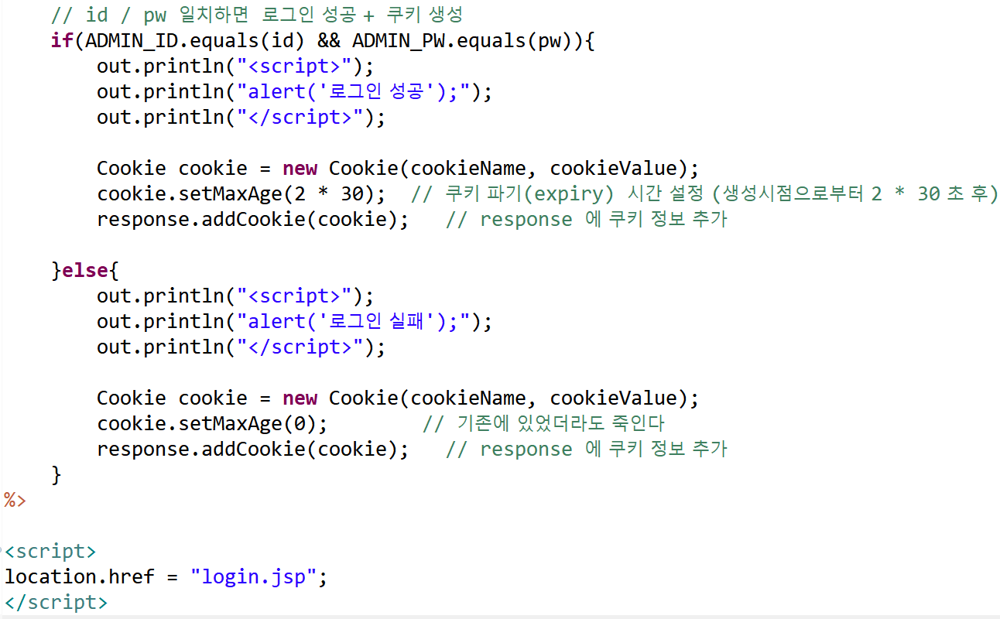 // id / pw 일치하면 로그인 성공 + 쿠키 생성
if(ADMIN_ID.equals(id) && ADMIN_PW.equals(pw)){
out.println("<script>");
out.println("alert('로그인 성공');");
out.println("</script>");
Cookie cookie = new Cookie(cookieName, cookieValue);
cookie.setMaxAge(2 * 30); // 쿠키 파기(expiry) 시간 설정 (생성시점으로부터 2 * 30 초 후)
response.addCookie(cookie); // response 에 쿠키 정보 추가
}else{
out.println("<script>");
out.println("alert('로그인 실패');");
out.println("</script>");
Cookie cookie = new Cookie(cookieName, cookieValue);
cookie.setMaxAge(0); // 기존에 있었더라도 죽인다
response.addCookie(cookie); // response 에 쿠키 정보 추가
}
%>
<script>
location.href = "login.jsp";
</script>